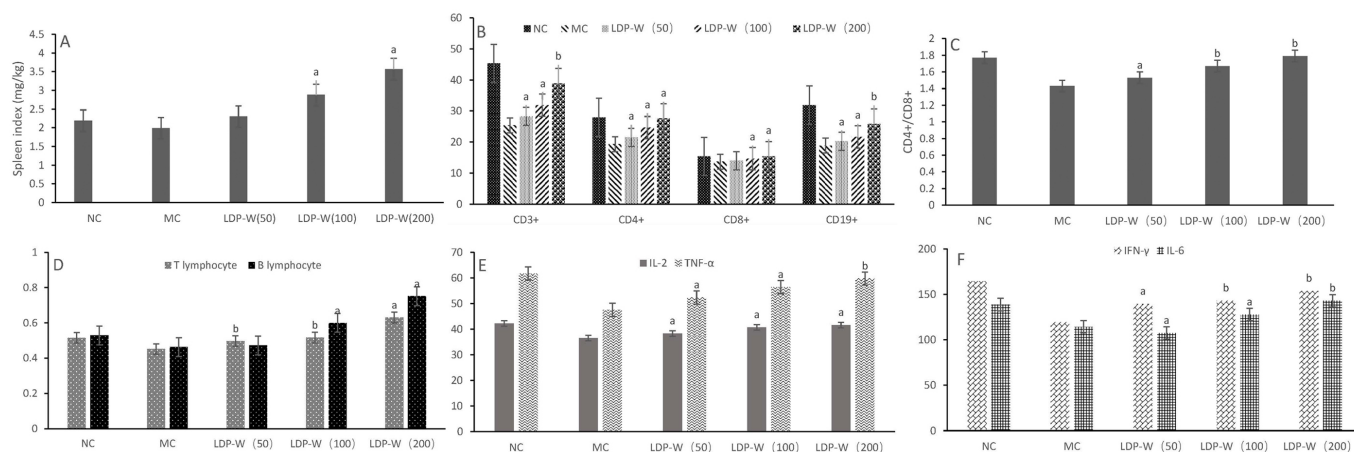 A
Spleen index (mg/kg)
4.5
4
3.5
3
2.5
2
1.5
1
0.5
0
a
a
NC
MC
LDP-W(50)
LDP-W(100)
LDP-W(200)
B
NC
MC
LDP-W（50）
LDP-W（100）
LDP-W（200）
60
50
40
30
20
10
0
a
a
b
a
a
a
a
a
a
a
a
b
CD3+
CD4+
CD8+
CD19+
C
CD4+/CD8+
2
1.8
1.6
1.4
1.2
1
0.8
0.6
0.4
0.2
0
a
b
b
NC
MC
LDP-W（50）
LDP-W（100）
LDP-W（200）
D
T lymphocyte
B lymphocyte
1
0.8
0.6
0.4
0.2
0
b
b
a
a
a
NC
MC
LDP-W（50）
LDP-W（100）
LDP-W（200）
E
IL-2
TNF-α
70
60
50
40
30
20
10
0
a
a
a
a
a
b
NC
MC
LDP-W（50）
LDP-W（100）
LDP-W（200）
F
IFN-γ
IL-6
200
150
100
50
0
a
a
b
a
b
b
NC
MC
LDP-W（50）
LDP-W（100）
LDP-W（200）